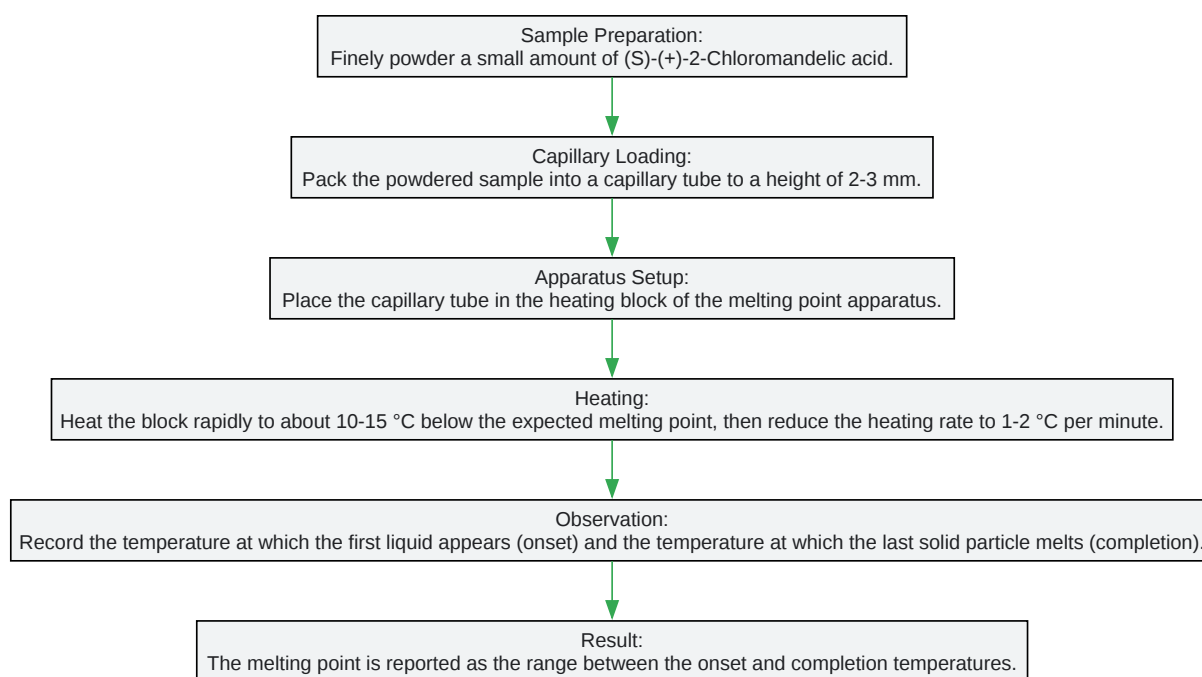 Sample Preparation:
Finely powder a small amount of (S)-(+)-2-Chloromandelic acid.
Capillary Loading:
Pack the powdered sample into a capillary tube to a height of 2-3 mm.
Apparatus Setup:
Place the capillary tube in the heating block of the melting point apparatus.
Heating:
Heat the block rapidly to about 10-15 °C below the expected melting point, then reduce the heating rate to 1-2 °C per minute.
Observation:
Record the temperature at which the first liquid appears (onset) and the temperature at which the last solid particle melts (completion).
Result:
The melting point is reported as the range between the onset and completion temperatures.